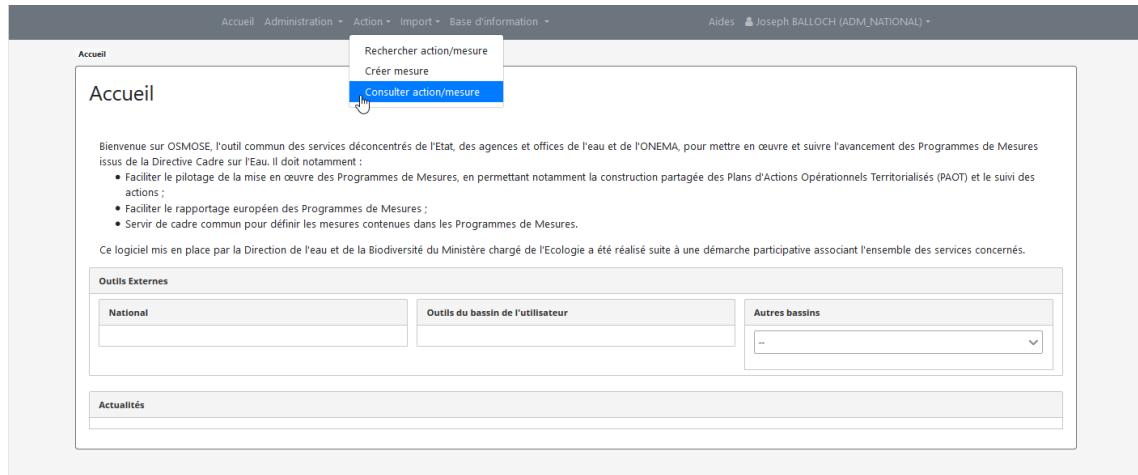 Accueil Administration Action Import Base d'information Aides Joseph BALLOCH (ADM_NATIONAL)
Rechercher action/mesure
Créer mesure
Consulter action/mesure
Accueil
Accueil
Bienvenue sur OSMOSE, l'outil commun des services déconcentrés de l'Etat, des agences et offices de l'eau et de l'ONEMA, pour mettre en œuvre et suivre l'avancement des Programmes de Mesures
issus de la Directive Cadre sur l'Eau. Il doit notamment :
• Faciliter le pilotage de la mise en œuvre des Programmes de Mesures, en permettant notamment la construction partagée des Plans d'Actions Opérationnels Territorialisés (PAOT) et le suivi des
actions ;
• Faciliter le rapportage européen des Programmes de Mesures ;
• Servir de cadre commun pour définir les mesures contenues dans les Programmes de Mesures.
Ce logiciel mis en place par la Direction de l'eau et de la Biodiversité du Ministère chargé de l'Ecologie a été réalisé suite à une démarche participative associant l'ensemble des services concernés.
Outils Externes
National Outils du bassin de l'utilisateur Autres bassins
--
Actualités